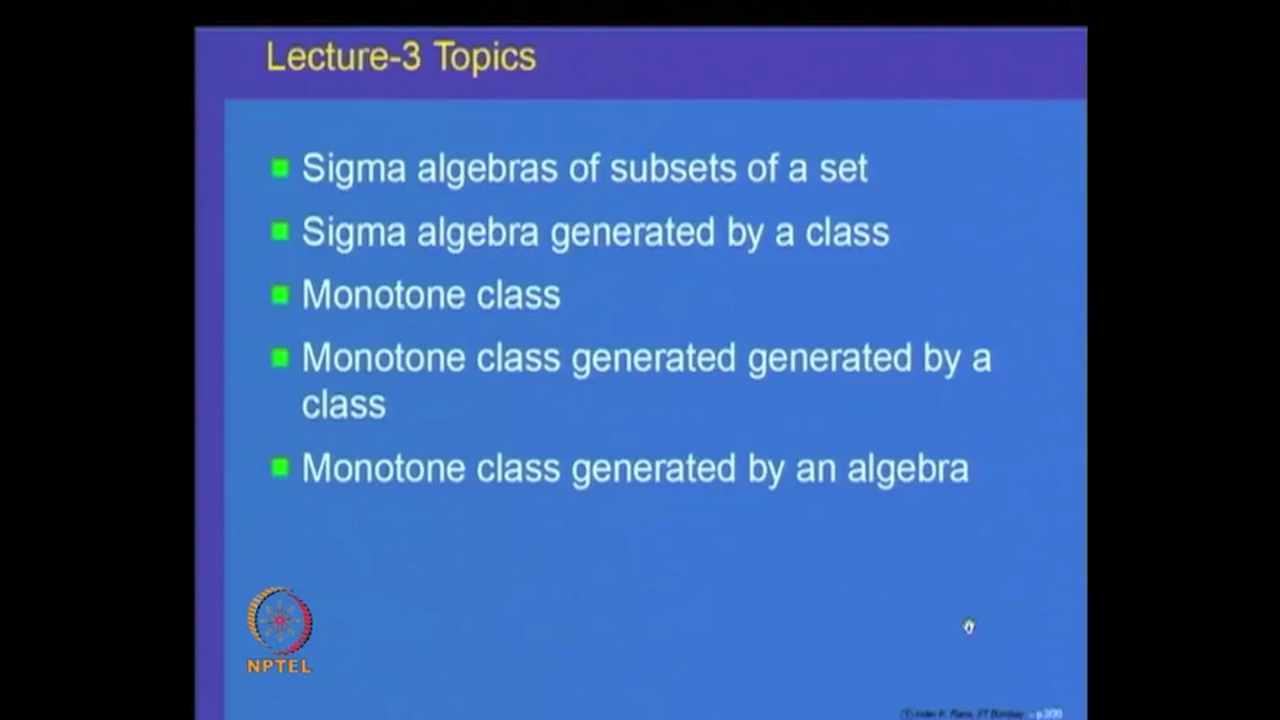 Lecture-3 Topics
Sigma algebras of subsets of a set
Sigma algebra generated by a class
Monotone class
Monotone class generated generated by a
class
Monotone class generated by an algebra
NPTEL